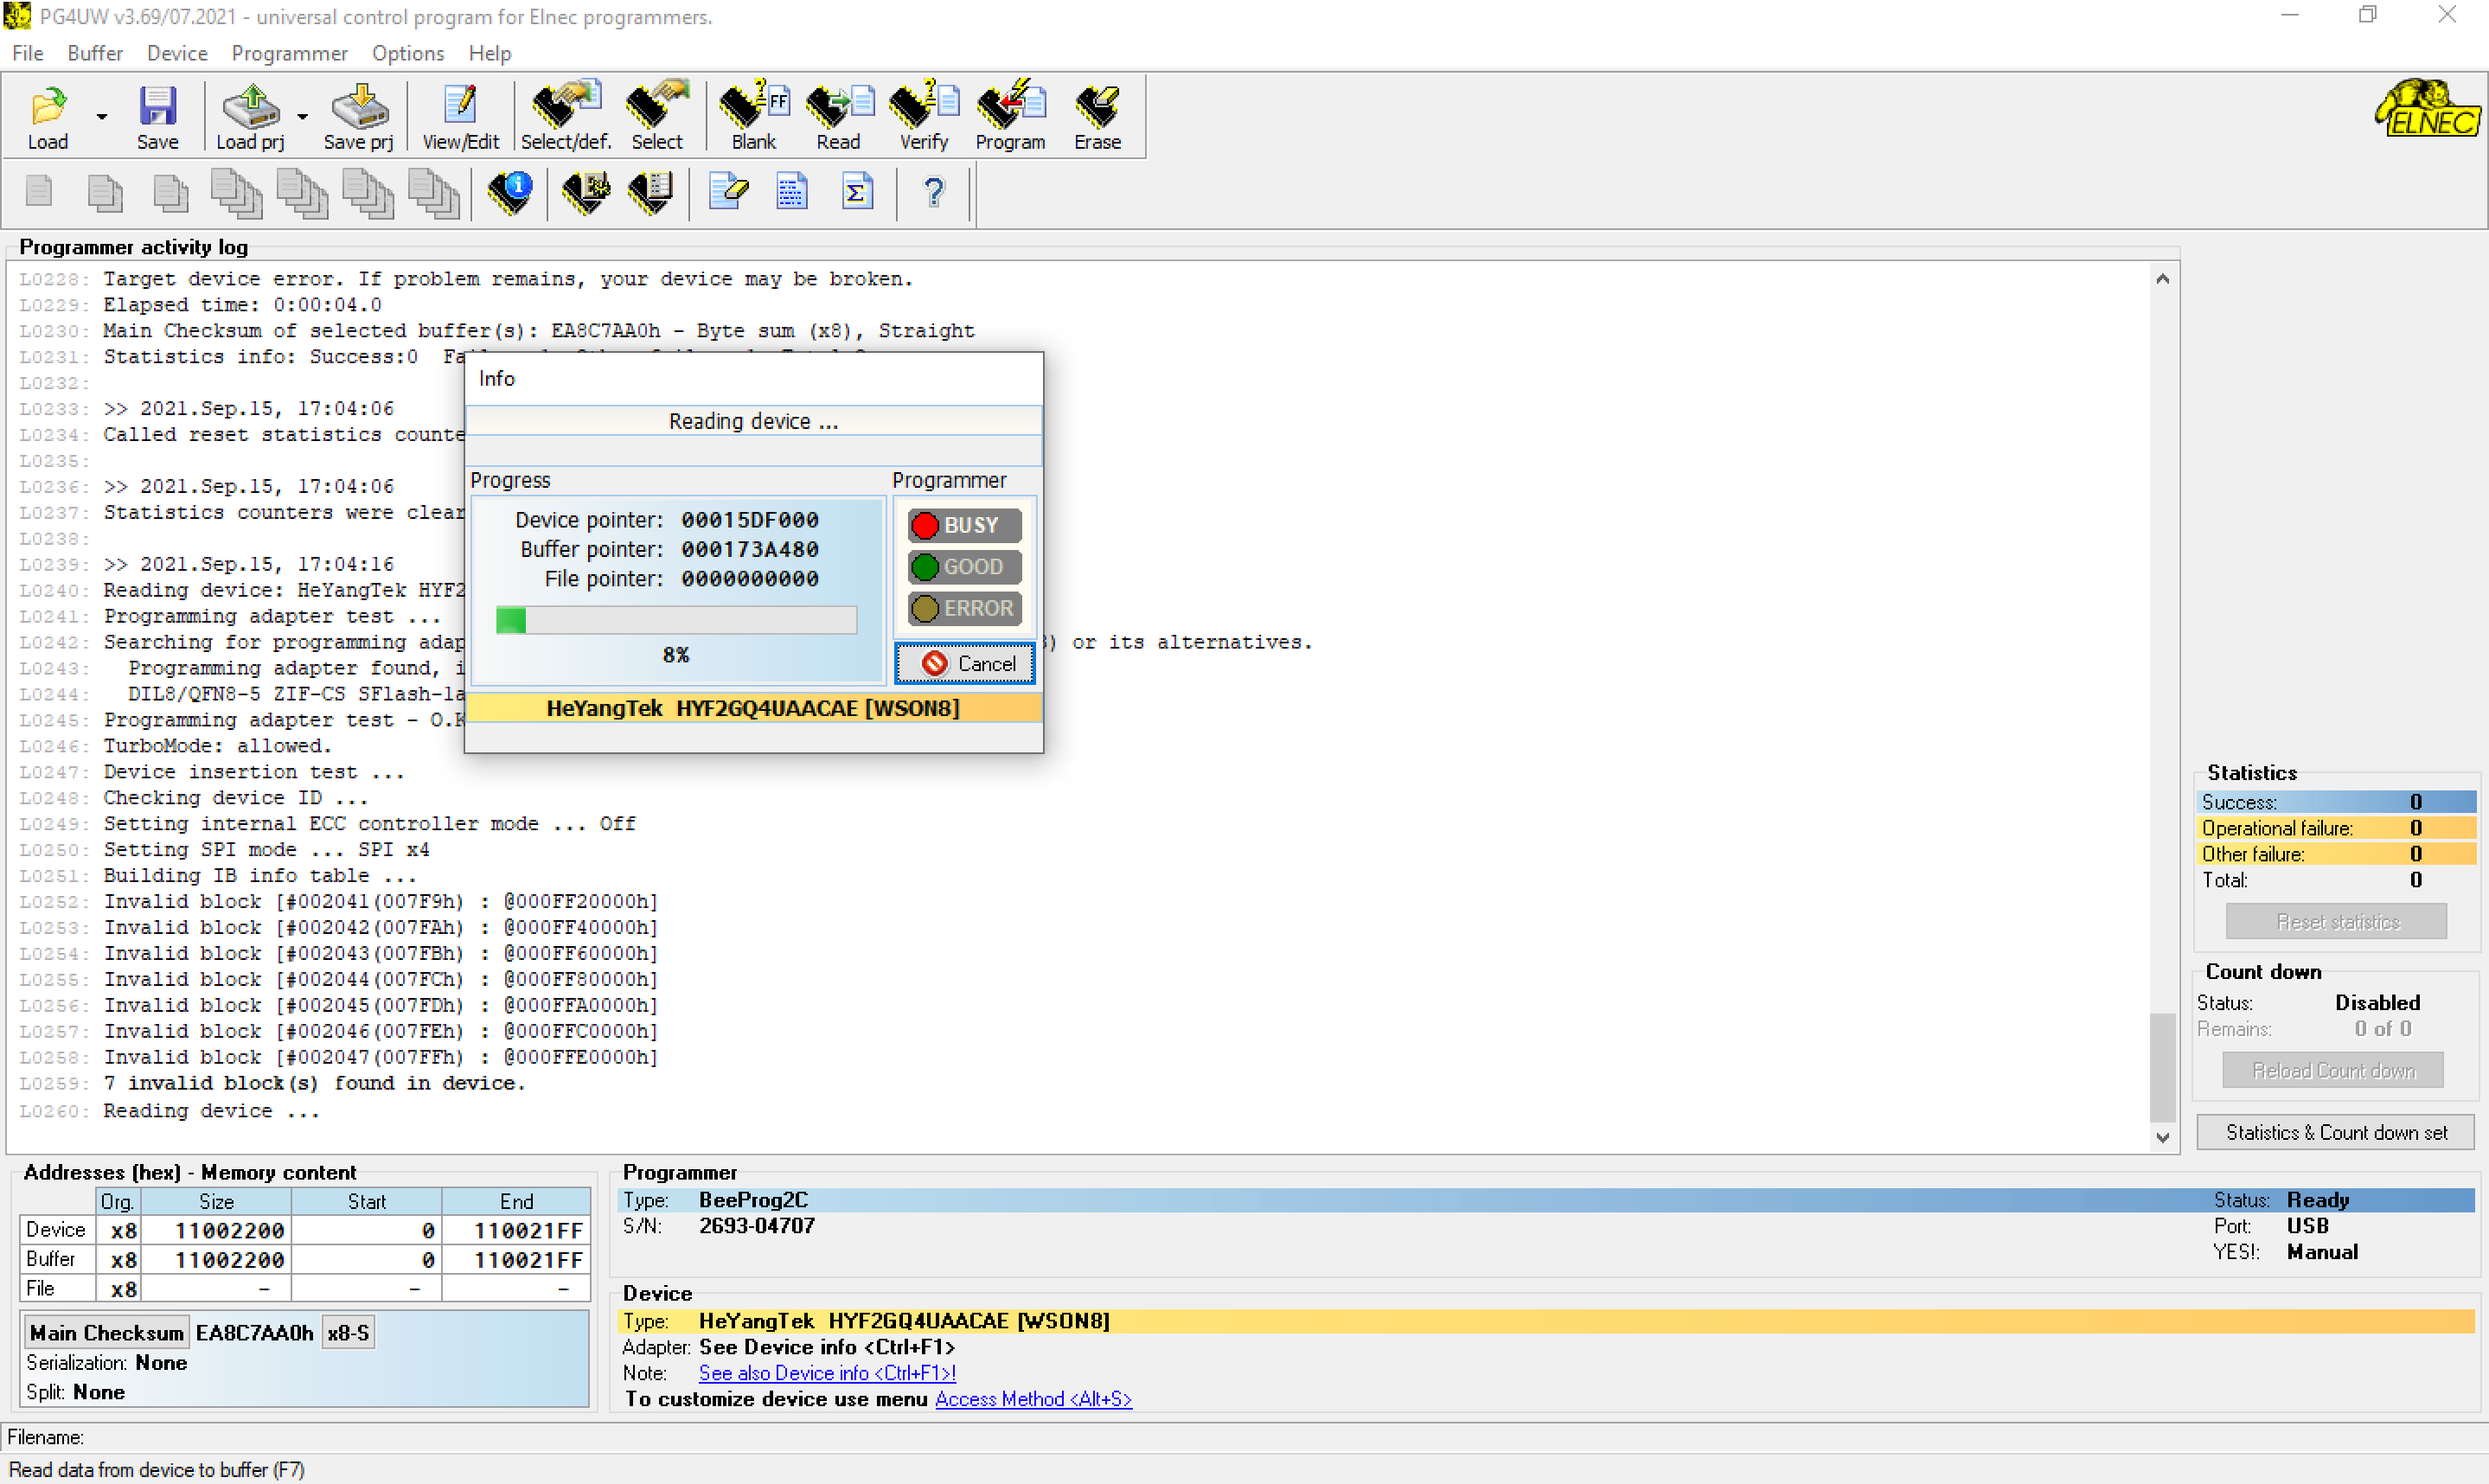 PG4UW v3.69/07.2021 - universal control program for Elnec programmers.
File Buffer Device Programmer Options Help
Load Save Load prj Save prj View/Edit Select/def. Select Blank Read Verify Program Erase
ELNEC
Programmer activity log
L0228: Target device error. If problem remains, your device may be broken.
L0229: Elapsed time: 0:00:04.0
L0230: Main Checksum of selected buffer(s): EA8C7AA0h - Byte sum (x8), Straight
L0231: Statistics info: Success:0
L0232:
L0233: >> 2021.Sep.15, 17:04:06
L0234: Called reset statistics counte
L0235:
L0236: >> 2021.Sep.15, 17:04:06
L0237: Statistics counters were clear
L0238:
L0239: >> 2021.Sep.15, 17:04:16
L0240: Reading device: HeYangTek HYF2
L0241: Programming adapter test ...
L0242: Searching for programming adap ) or its alternatives.
L0243: Programming adapter found, i
L0244: DIL8/QFN8-5 ZIF-CS SFlash-1a
L0245: Programming adapter test - O.K
L0246: TurboMode: allowed.
L0247: Device insertion test ...
L0248: Checking device ID ...
L0249: Setting internal ECC controller mode ... Off
L0250: Setting SPI mode ... SPI x4
L0251: Building IB info table ...
L0252: Invalid block [#002041(007F9h) : @000FF20000h]
L0253: Invalid block [#002042(007FAh) : @000FF40000h]
L0254: Invalid block [#002043(007FBh) : @000FF60000h]
L0255: Invalid block [#002044(007FCh) : @000FF80000h]
L0256: Invalid block [#002045(007FDh) : @000FFA0000h]
L0257: Invalid block [#002046(007FEh) : @000FFC0000h]
L0258: Invalid block [#002047(007FFh) : @000FFE0000h]
L0259: 7 invalid block(s) found in device.
L0260: Reading device ...
Info
Reading device ...
Progress
Device pointer: 00015DF000
Buffer pointer: 000173A480
File pointer: 0000000000
8%
Programmer
BUSY
GOOD
ERROR
Cancel
HeYangTek HYF2GQ4UAACAE [WSON8]
Statistics
Success: 0
Operational failure: 0
Other failure: 0
Total: 0
Reset statistics
Count down
Status: Disabled
Remains: 0 of 0
Reload Count down
Statistics & Count down set
Addresses (hex) - Memory content
Org. Size Start End
Device x8 11002200 0 110021FF
Buffer x8 11002200 0 110021FF
File x8 - - -
Main Checksum EA8C7AA0h x8-S
Serialization: None
Split: None
Programmer
Type: BeeProg2C
S/N: 2693-04707
Status: Ready
Port: USB
YES!: Manual
Device
Type: HeYangTek HYF2GQ4UAACAE [WSON8]
Adapter: See Device info <Ctrl+F1>
Note: See also Device info <Ctrl+F1>!
To customize device use menu Access Method <Alt+S>
Filename:
Read data from device to buffer (F7)